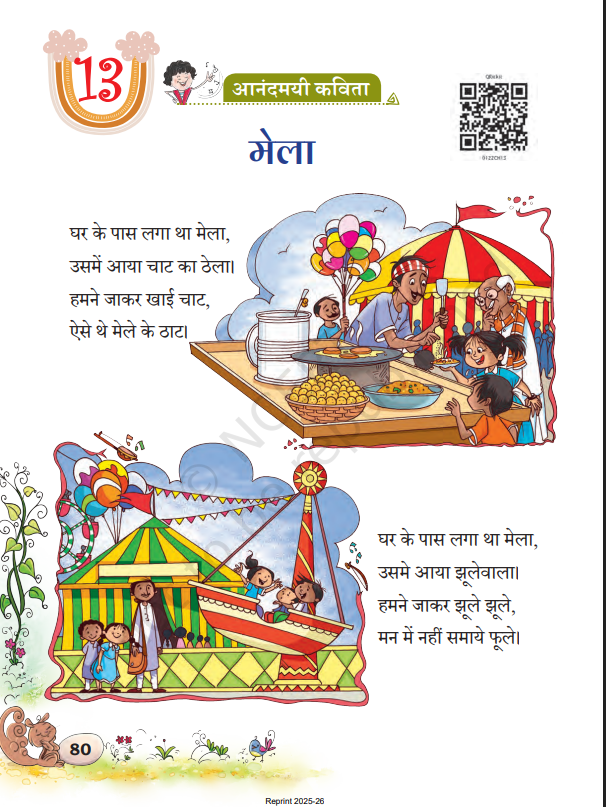 13
आनंदमयी कविता
0122CH13
मेला
घर के पास लगा था मेला,
उसमें आया चाट का ठेला।
हमने जाकर खाई चाट,
ऐसे थे मेले के ठाट।
घर के पास लगा था मेला,
उसमे आया झूलेवाला।
हमने जाकर झूले झूले,
मन में नहीं समाये फूले।
80
Reprint 2025-26